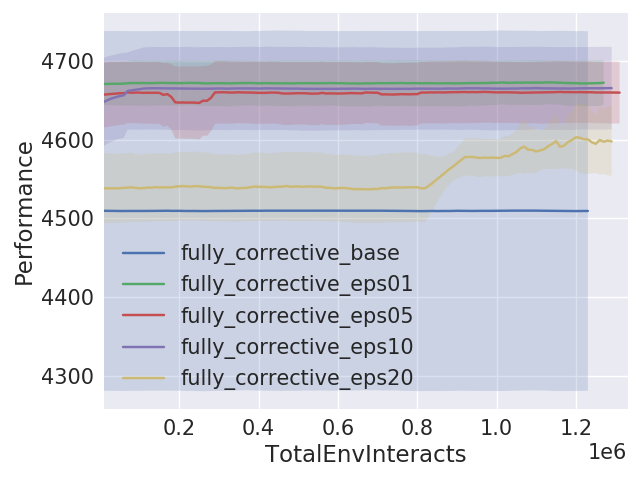 4700
4600
4500
4400
4300
Performance
fully_corrective_base
fully_corrective_eps01
fully_corrective_eps05
fully_corrective_eps10
fully_corrective_eps20
0.2 0.4 0.6 0.8 1.0 1.2
1e6
TotalEnvInteracts